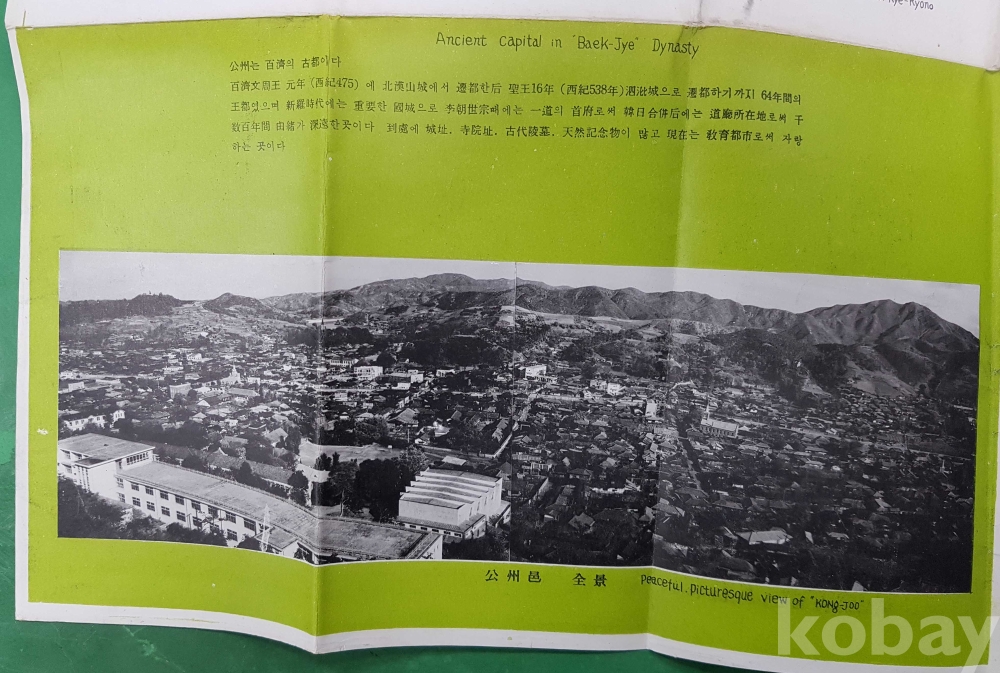 Kye-Ryong
Ancient Capital in "Baek-Jye" Dynasty
公州는 百濟의 古都이다
百濟文周王 元年 (西紀475) 에 北漢山城에서 遷都한后 聖王16年 (西紀538年)泗沘城으로 遷都하기까지 64年間의
王都였으며 新羅時代에는 重要한 國城으로 李朝世宗때에는 一道의 首府로써 韓日合併后에는 道廳所在地로써 千
数百年間 由緖가 深遠한곳이다 到處에 城址, 寺院址, 古代陵墓, 天然記念物이 많고 現在는 敎育都市로써 자랑
하는 곳이다
公州邑 全景 Peaceful, picturesque view of "KONG-JOO"
kobay